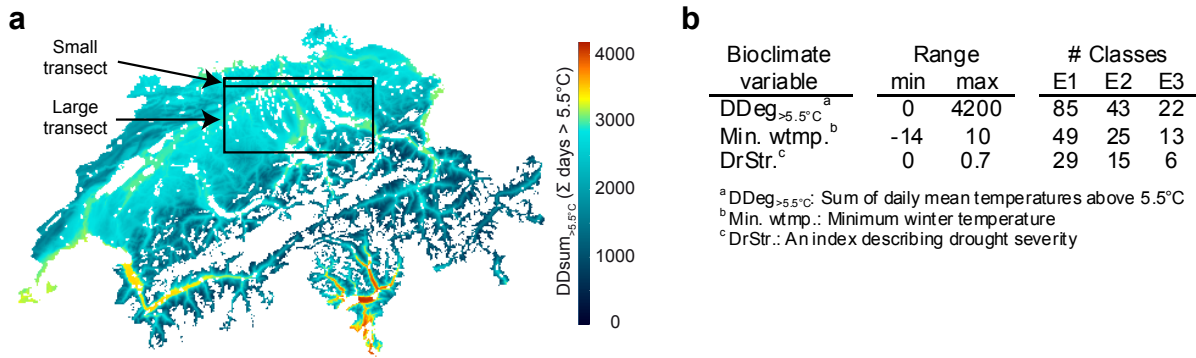 a
Small
transect
Large
transect
DDsum>5.5°C (Σ days > 5.5°C)
4000
3000
2000
1000
0
b
Bioclimate Range # Classes
variable min max E1 E2 E3
DDeg>5.5°C a 0 4200 85 43 22
Min. wtmp. b -14 10 49 25 13
DrStr. c 0 0.7 29 15 6
a DDeg>5.5°C: Sum of daily mean temperatures above 5.5°C
b Min. wtmp.: Minimum winter temperature
c DrStr.: An index describing drought severity